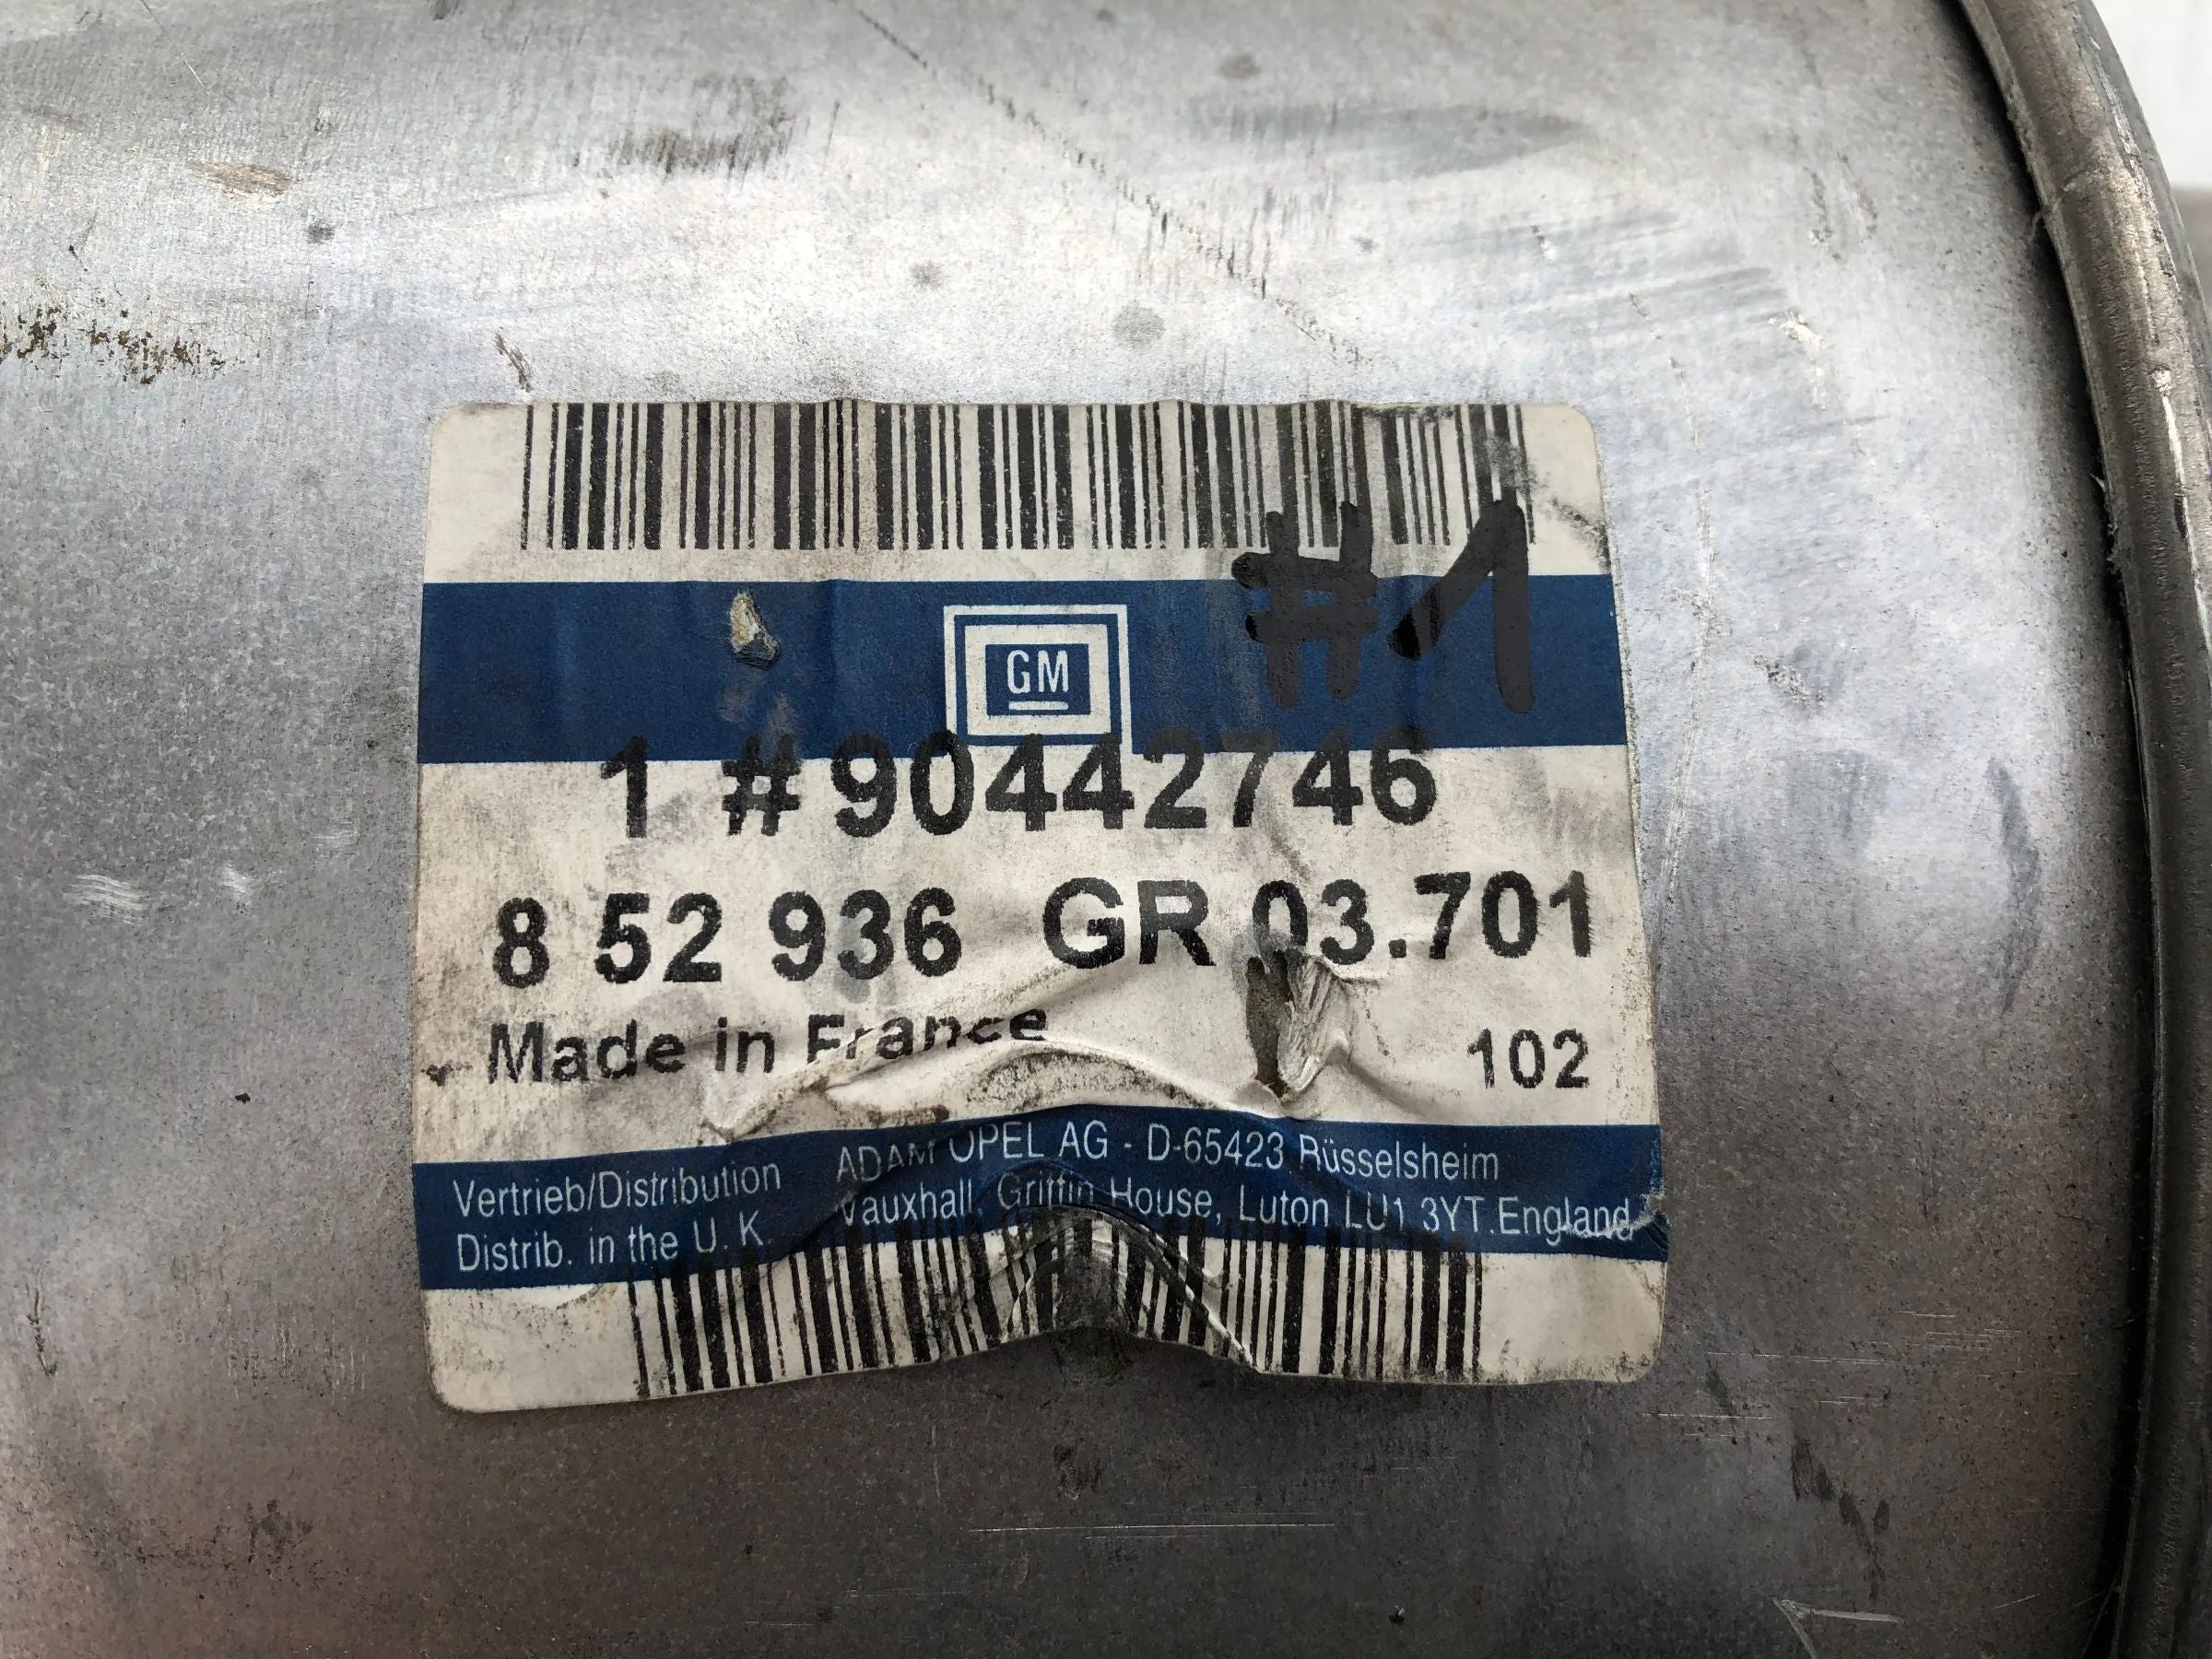 #1
GM
1 #90442746
8 52 936 GR 03.701
Made in France 102
Vertrieb/Distribution ADAM OPEL AG - D-65423 Rüsselsheim
Distrib. in the U. K. Vauxhall, Griffin House, Luton LU1 3YT.England